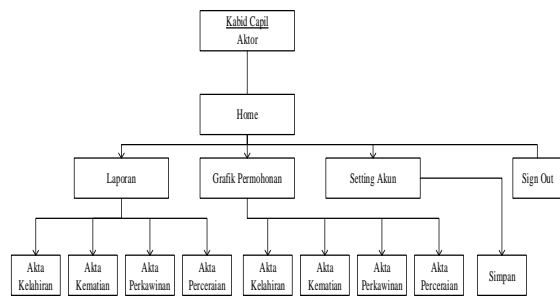 Kabid Capil
Aktor
Home
Laporan
Grafik Permohonan
Setting Akun
Sign Out
Akta
Kelahiran
Akta
Kematian
Akta
Perkawinan
Akta
Perceraian
Akta
Kelahiran
Akta
Kematian
Akta
Perkawinan
Akta
Perceraian
Simpan